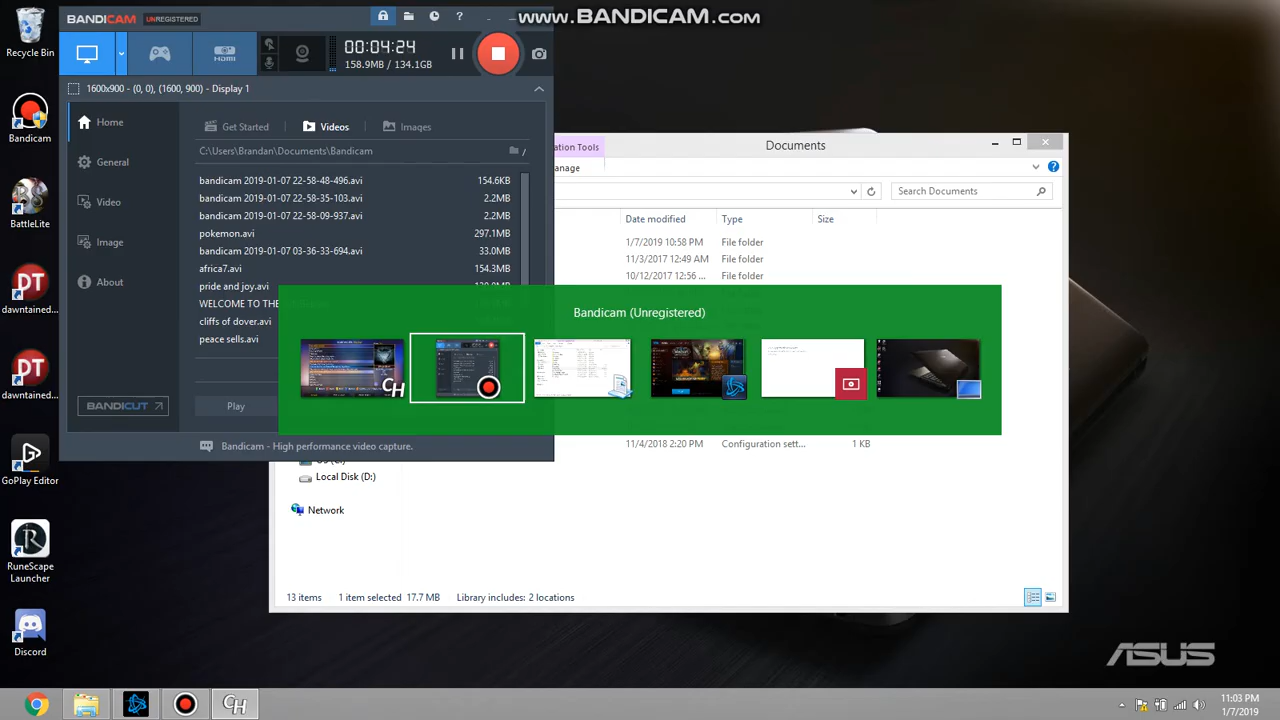 www.BANDICAM.com
Recycle Bin
Bandicam
BattleLite
dawntained...
dawntained...
GoPlay Editor
RuneScape
Launcher
Discord
BANDICAM UNREGISTERED
?
HDMI
00:04:24
158.9MB / 134.1GB
1600x900 - (0, 0), (1600, 900) - Display 1
Home
General
Video
Image
About
Get Started
Videos
Images
C:\Users\Brandan\Documents\Bandicam
/
bandicam 2019-01-07 22-58-48-496.avi 154.6KB
bandicam 2019-01-07 22-58-35-103.avi 2.2MB
bandicam 2019-01-07 22-58-09-937.avi 2.2MB
pokemon.avi 297.1MB
bandicam 2019-01-07 03-36-33-694.avi 33.0MB
africa7.avi 154.3MB
pride and joy.avi
WELCOME TO THE
cliffs of dover.avi
peace sells.avi
BANDICUT
Play
Bandicam - High performance video capture.
ation Tools
Documents
anage
?
Search Documents
Date modified Type Size
1/7/2019 10:58 PM File folder
11/3/2017 12:49 AM File folder
10/12/2017 12:56 ... File folder
Bandicam (Unregistered)
CH
11/4/2018 2:20 PM Configuration sett... 1 KB
Local Disk (D:)
Network
13 items 1 item selected 17.7 MB Library includes: 2 locations
ASUS
CH
11:03 PM
1/7/2019